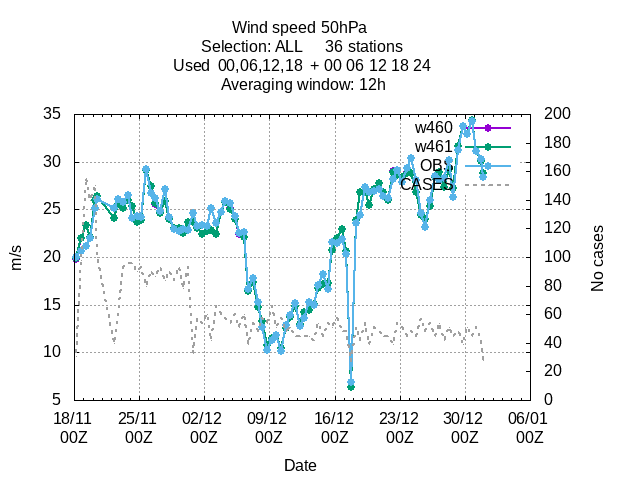 Wind speed 50hPa
Selection: ALL 36 stations
Used 00,06,12,18 + 00 06 12 18 24
Averaging window: 12h
35 200
w460
180
w461
30 OBS 160
CASES
140
25 120
20 100
80
15 60
10 40
20
5 0
m/s
No cases
18/11 25/11 02/12 09/12 16/12 23/12 30/12 06/01
00Z 00Z 00Z 00Z 00Z 00Z 00Z 00Z
Date